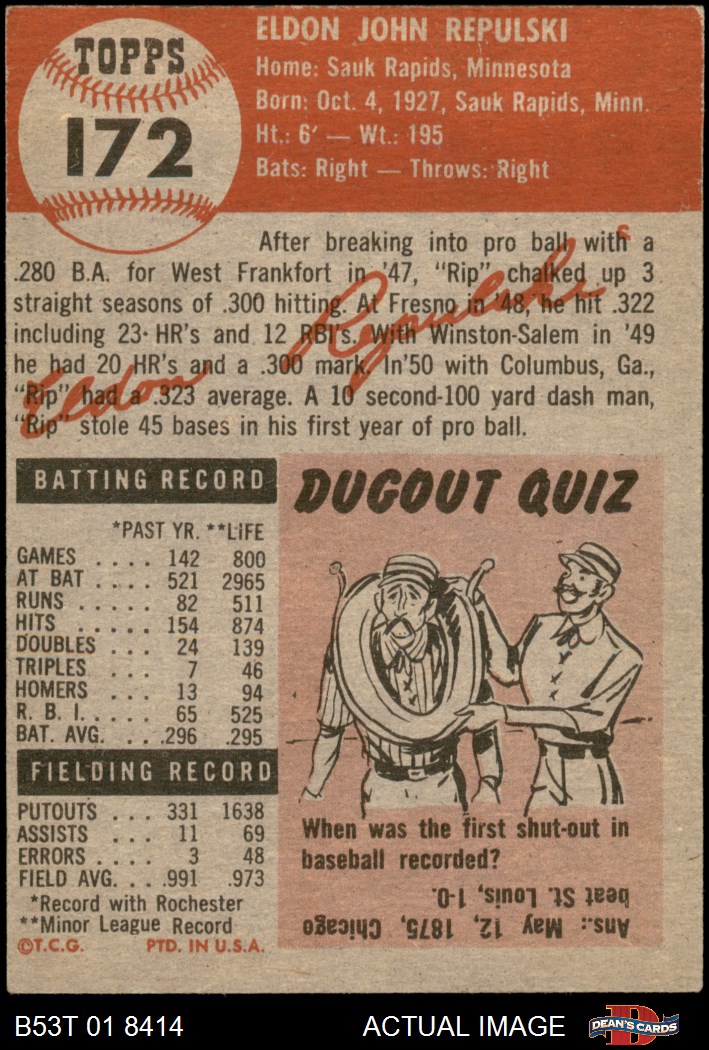 TOPPS
172
ELDON JOHN REPULSKI
Home: Sauk Rapids, Minnesota
Born: Oct. 4, 1927, Sauk Rapids, Minn.
Ht.: 6' — Wt.: 195
Bats: Right — Throws: Right
After breaking into pro ball with a
.280 B.A. for West Frankfort in '47, "Rip" chalked up 3
straight seasons of .300 hitting. At Fresno in '48, he hit .322
including 23 HR's and 12 RBI's. With Winston-Salem in '49
he had 20 HR's and a .300 mark. In '50 with Columbus, Ga.,
"Rip" had a .323 average. A 10 second-100 yard dash man,
"Rip" stole 45 bases in his first year of pro ball.
Eldon Repulski
BATTING RECORD
*PAST YR. **LIFE
GAMES .... 142 800
AT BAT .... 521 2965
RUNS ..... 82 511
HITS ..... 154 874
DOUBLES ... 24 139
TRIPLES ... 7 46
HOMERS ... 13 94
R. B. I. .... 65 525
BAT. AVG. ... .296 .295
FIELDING RECORD
PUTOUTS ... 331 1638
ASSISTS ... 11 69
ERRORS .... 3 48
FIELD AVG. ... .991 .973
*Record with Rochester
**Minor League Record
©T.C.G. PTD. IN U.S.A.
DUGOUT QUIZ
When was the first shut-out in
baseball recorded?
Ans.: May 12, 1875, Chicago
beat St. Louis, 1-0.
B53T 01 8414 ACTUAL IMAGE DEAN'S CARDS